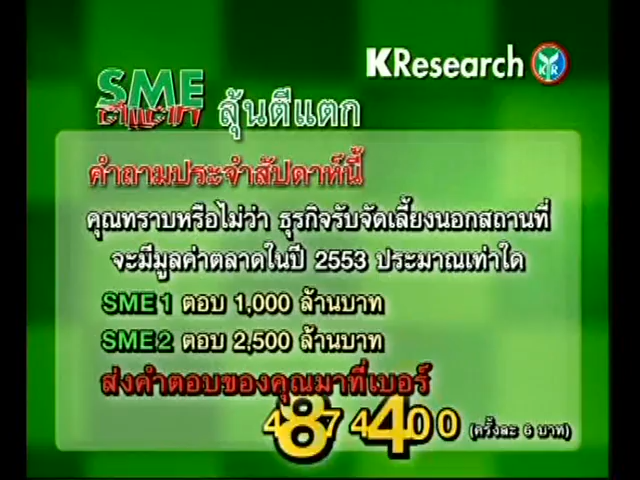 KResearch
SME ตีแตก ลุ้นตีแตก
คำถามประจำสัปดาห์นี้
คุณทราบหรือไม่ว่า ธุรกิจรับจัดเลี้ยงนอกสถานที่
จะมีมูลค่าตลาดในปี 2553 ประมาณเท่าใด
SME 1 ตอบ 1,000 ล้านบาท
SME 2 ตอบ 2,500 ล้านบาท
ส่งคำตอบของคุณมาที่เบอร์
4874400 (ครั้งละ 6 บาท)